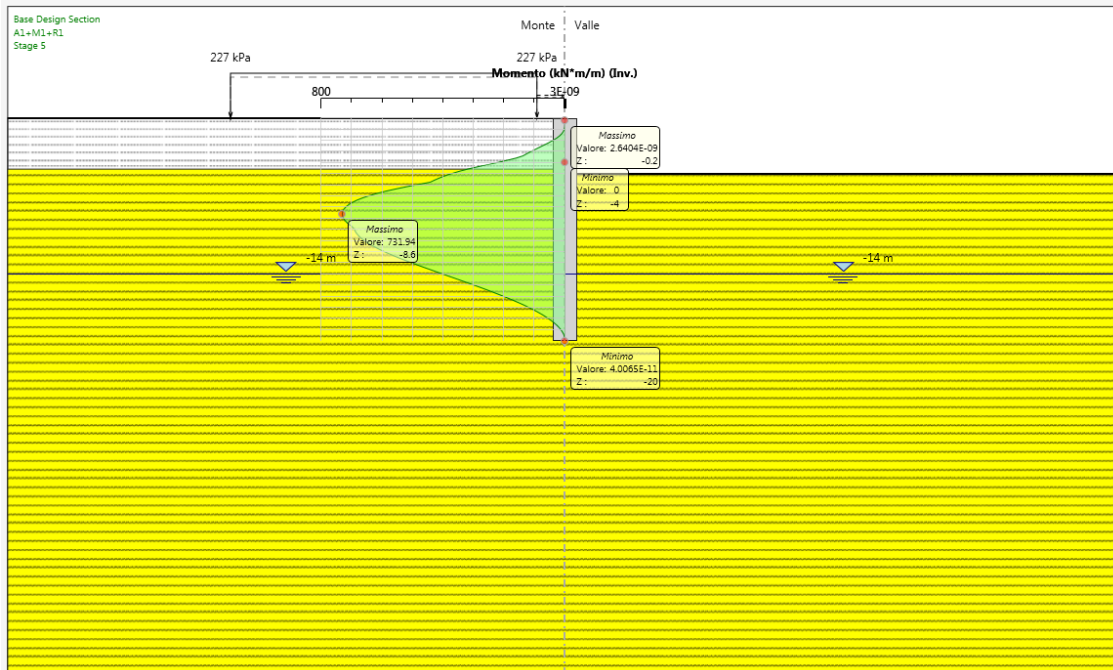 Base Design Section
A1+M1+R1
Stage 5
Monte
Valle
227 kPa
227 kPa
Momento (kN*m/m) (Inv.)
800
3E-09
Massimo
Valore: 2.6404E-09
Z : -0.2
Minimo
Valore: 0
Z : -4
Massimo
Valore: 731.94
Z : -8.6
-14 m
-14 m
Minimo
Valore: 4.0065E-11
Z : -20